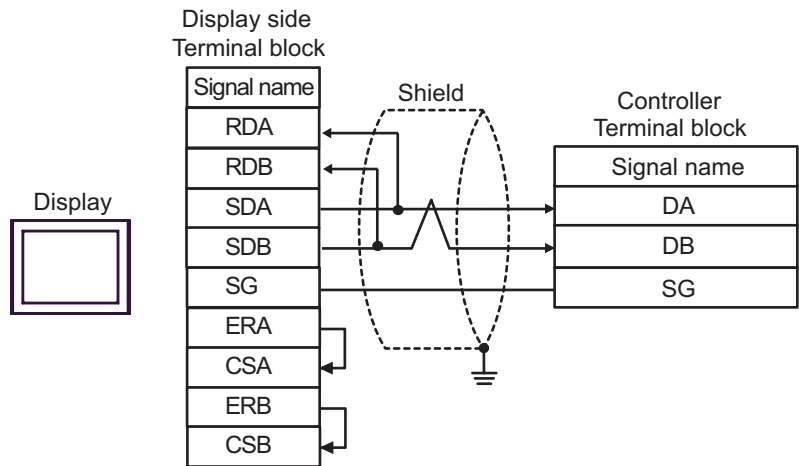 Display side
Terminal block
Signal name
RDA
RDB
SDA
SDB
SG
ERA
CSA
ERB
CSB
Display
Shield
Controller
Terminal block
Signal name
DA
DB
SG